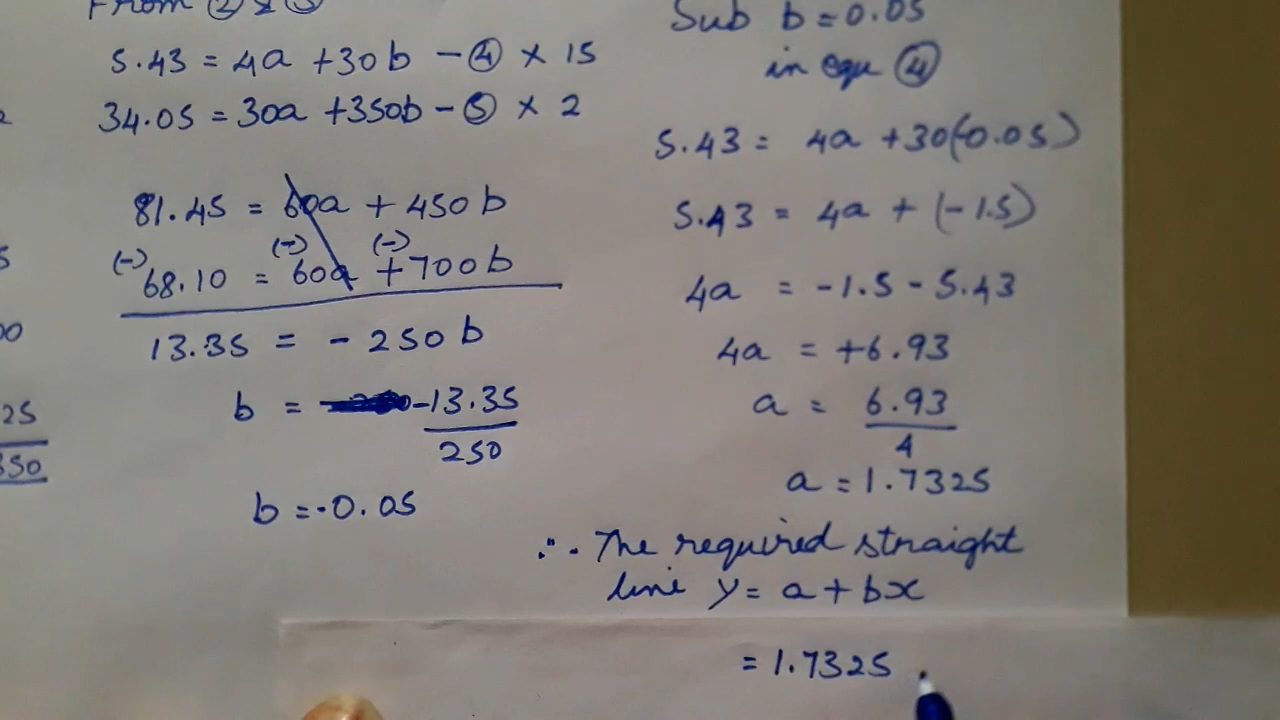 From ② & ③
5.43 = 4a + 30b - ④ × 15
34.05 = 30a + 350b - ⑤ × 2
81.45 = 60a + 450b
(-) (-) (-)
68.10 = 60a + 700b
13.35 = - 250b
b = -13.35
250
b = -0.05
25
350
Sub b = 0.05
in equ ④
5.43 = 4a + 30(-0.05)
5.43 = 4a + (-1.5)
4a = -1.5 - 5.43
4a = +6.93
a = 6.93
4
a = 1.7325
∴ The required straight
line y = a + bx
= 1.7325